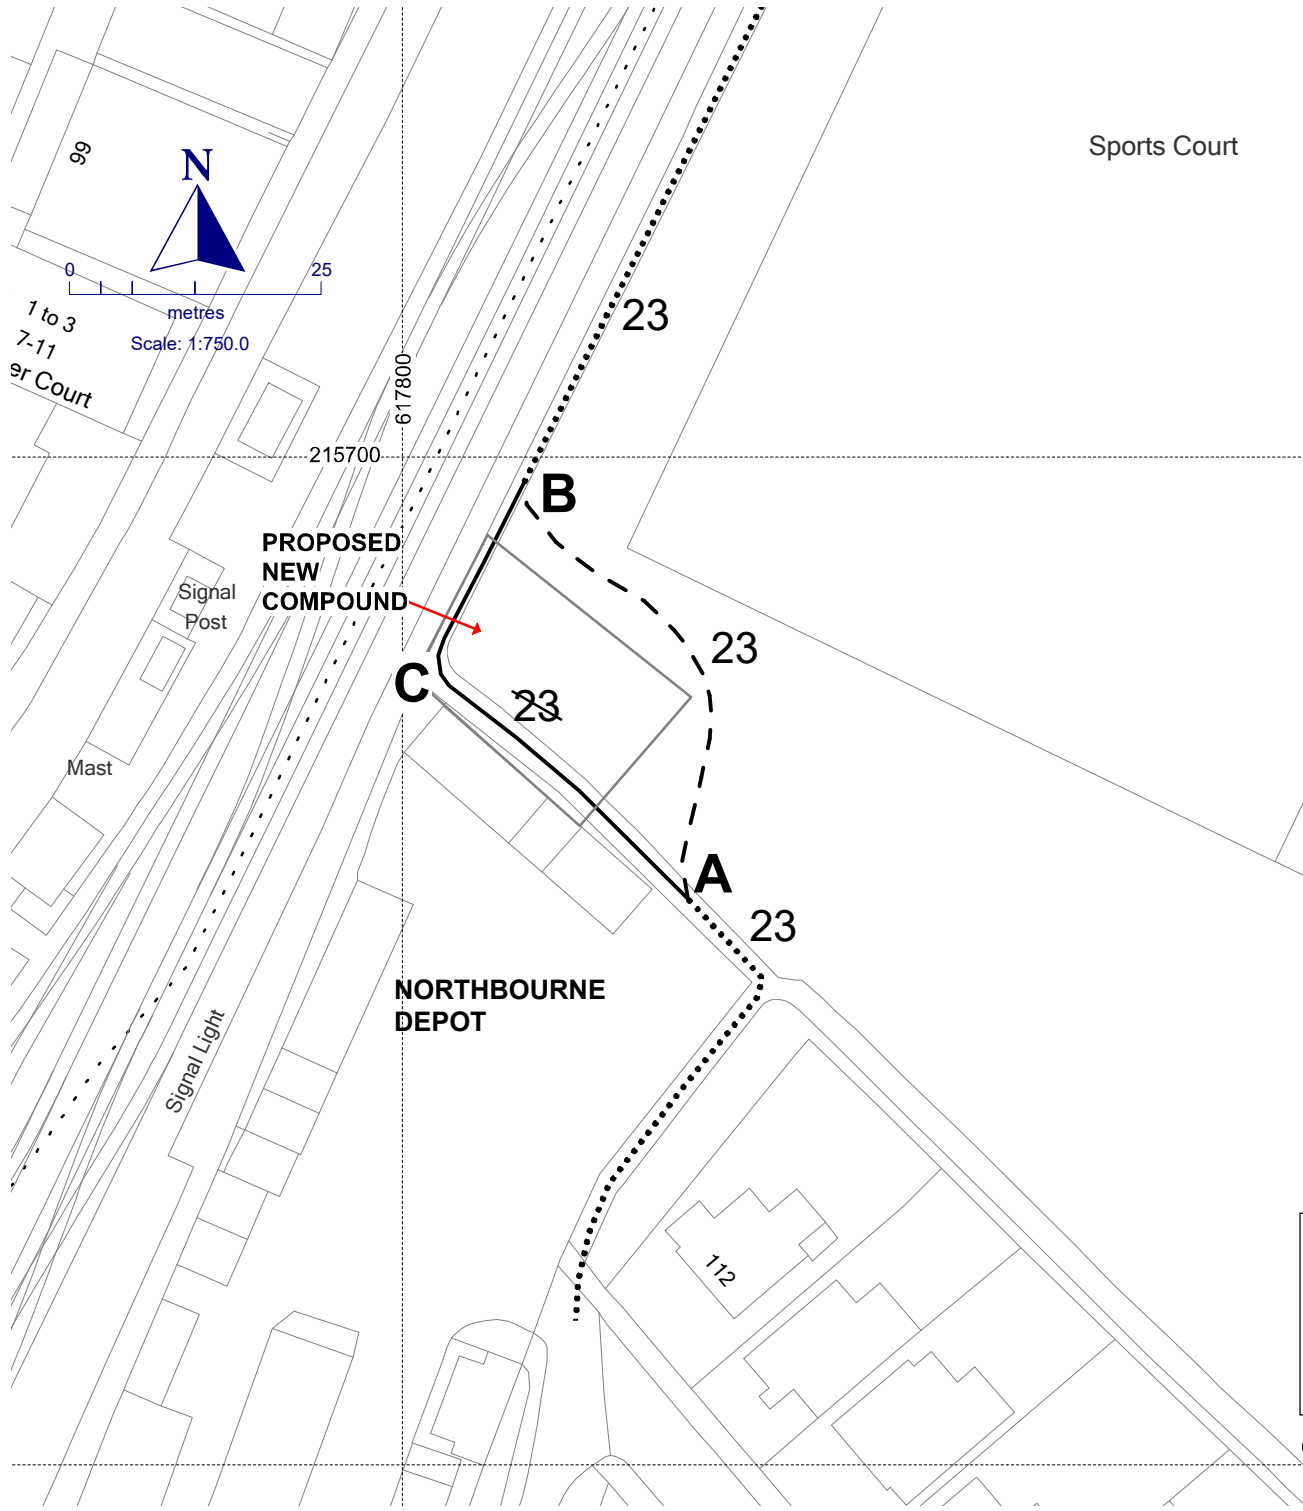 Sports Court
99
N
0
25
metres
Scale: 1:750.0
1 to 3
7-11
er Court
23
617800
215700
B
PROPOSED
NEW
COMPOUND
Signal
Post
23
C
23
Mast
A
23
NORTHBOURNE
DEPOT
Signal Light
112